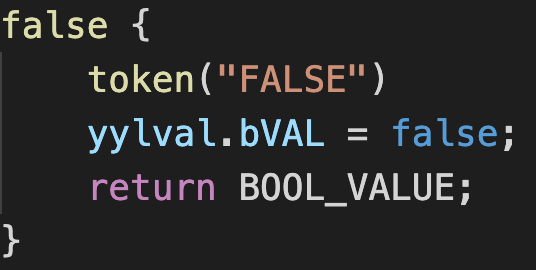 false {
    token("FALSE")
    yylval.bVAL = false;
    return BOOL_VALUE;
}